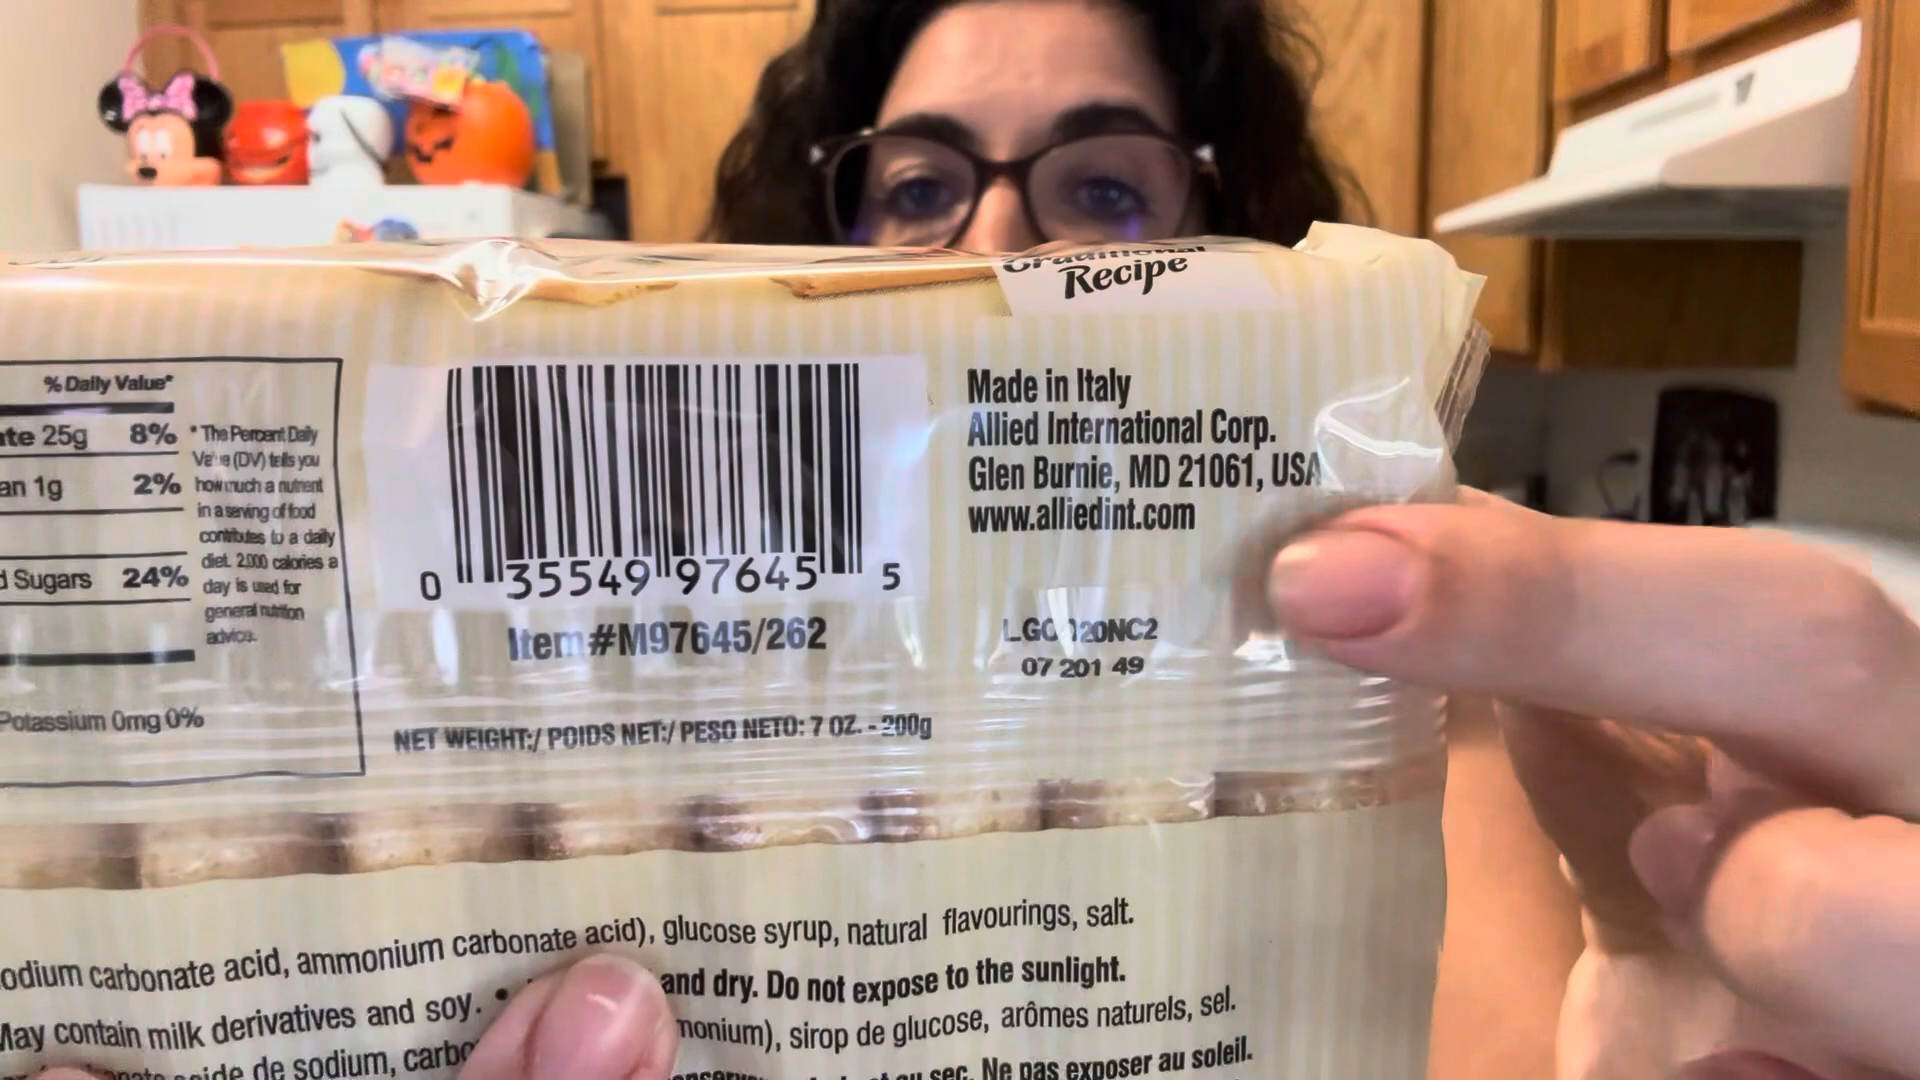 Traditional
Recipe
% Daily Value*
25g 8%
1g 2%
Sugars 24%
Potassium 0mg 0%
* The Percent Daily
Value (DV) tells you
how much a nutrient
in a serving of food
contributes to a daily
diet. 2,000 calories a
day is used for
general nutrition
advice.
0 35549 97645 5
Item #M97645/262
NET WEIGHT:/ POIDS NET:/ PESO NETO: 7 OZ. - 200g
Made in Italy
Allied International Corp.
Glen Burnie, MD 21061, USA
www.alliedint.com
07 201 49
carbonate acid, ammonium carbonate acid), glucose syrup, natural flavourings, salt.
May contain milk derivatives and soy. •
and dry. Do not expose to the sunlight.
sirop de glucose, arômes naturels, sel.
de sodium,
sec. Ne pas exposer au soleil.